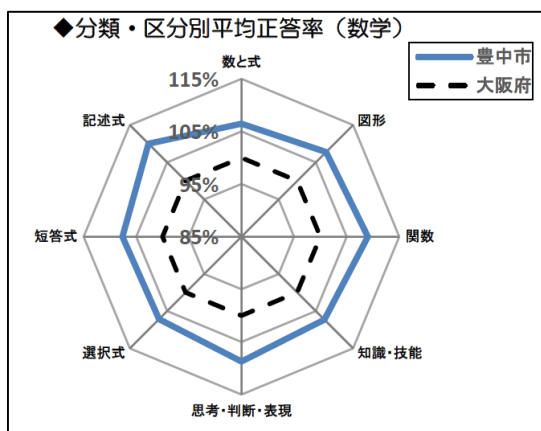 ◆分類・区分別平均正答率（数学）
豊中市
大阪府
数と式
115%
記述式
図形
105%
95%
短答式
85%
関数
選択式
知識・技能
思考・判断・表現